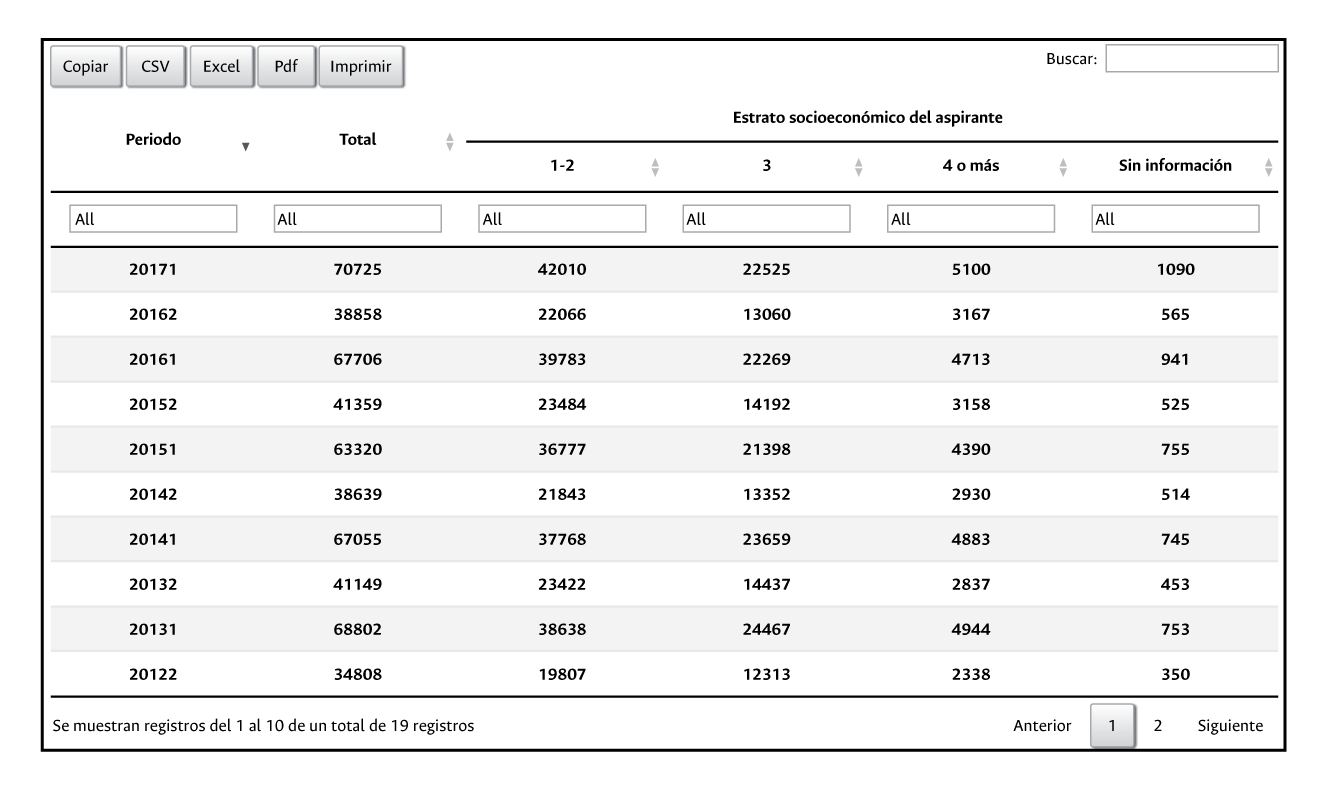 Copiar CSV Excel Pdf Imprimir Buscar:
Estrato socioeconómico del aspirante
Periodo Total
1-2 3 4 o más Sin información
All All All All All All
20171 70725 42010 22525 5100 1090
20162 38858 22066 13060 3167 565
20161 67706 39783 22269 4713 941
20152 41359 23484 14192 3158 525
20151 63320 36777 21398 4390 755
20142 38639 21843 13352 2930 514
20141 67055 37768 23659 4883 745
20132 41149 23422 14437 2837 453
20131 68802 38638 24467 4944 753
20122 34808 19807 12313 2338 350
Se muestran registros del 1 al 10 de un total de 19 registros Anterior 1 2 Siguiente